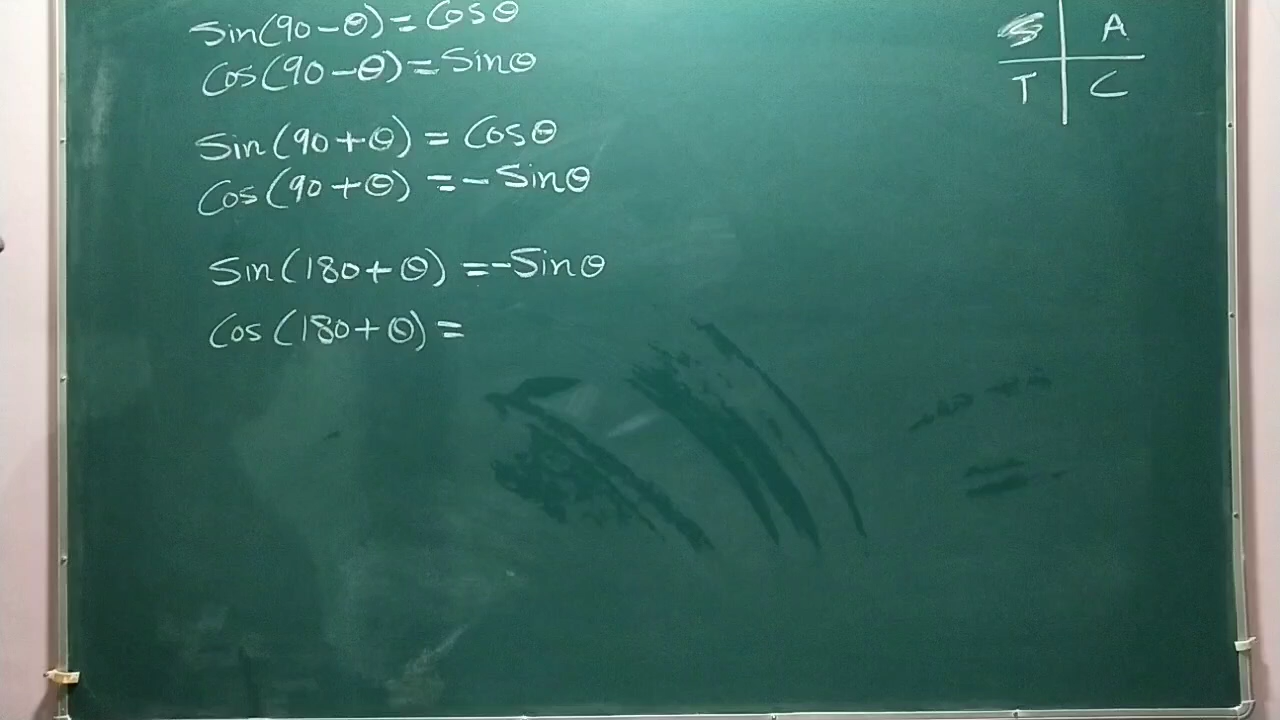 Sin(90-θ)=Cosθ
Cos(90-θ)=Sinθ
Sin(90+θ)=Cosθ
Cos(90+θ)=-Sinθ
Sin(180+θ)=-Sinθ
Cos(180+θ)=
S A
T C